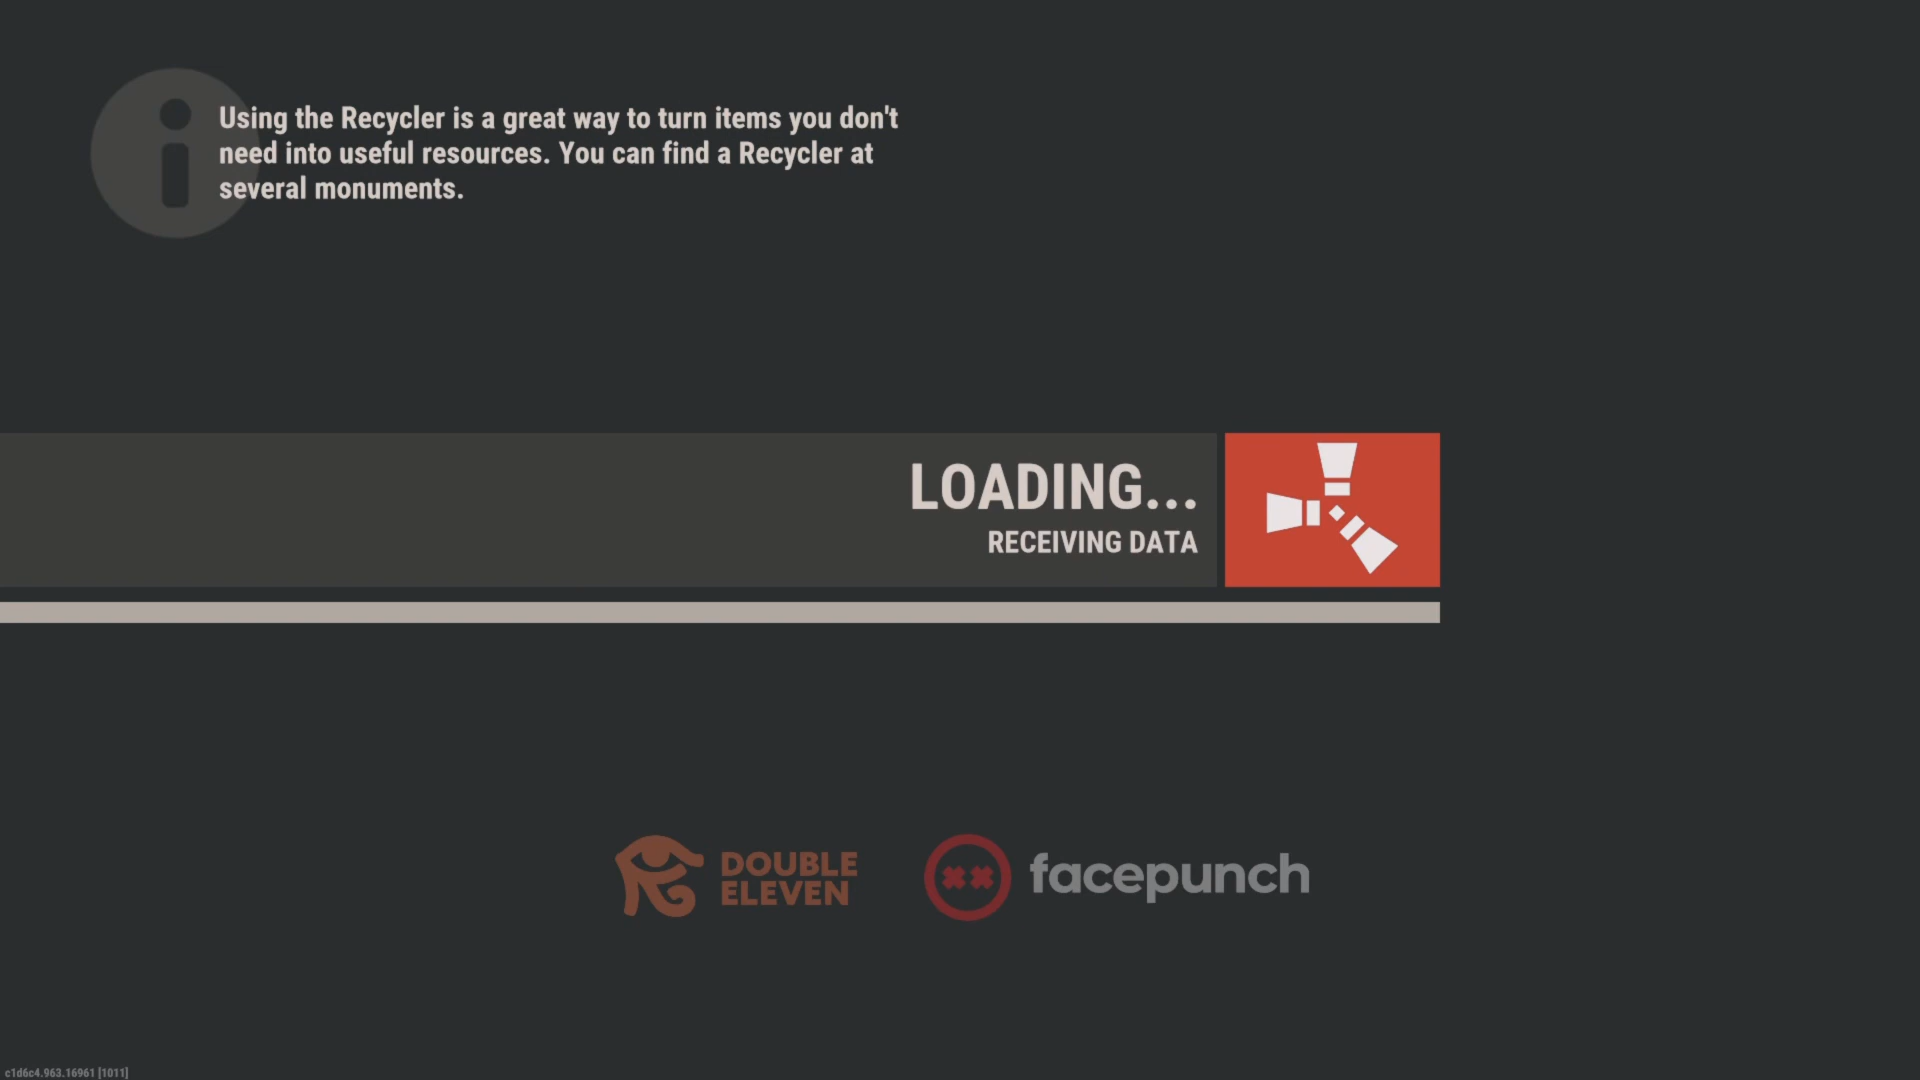 Using the Recycler is a great way to turn items you don't
need into useful resources. You can find a Recycler at
several monuments.
LOADING...
RECEIVING DATA
DOUBLE
ELEVEN
facepunch
c1d6c4.963.16961 [1011]